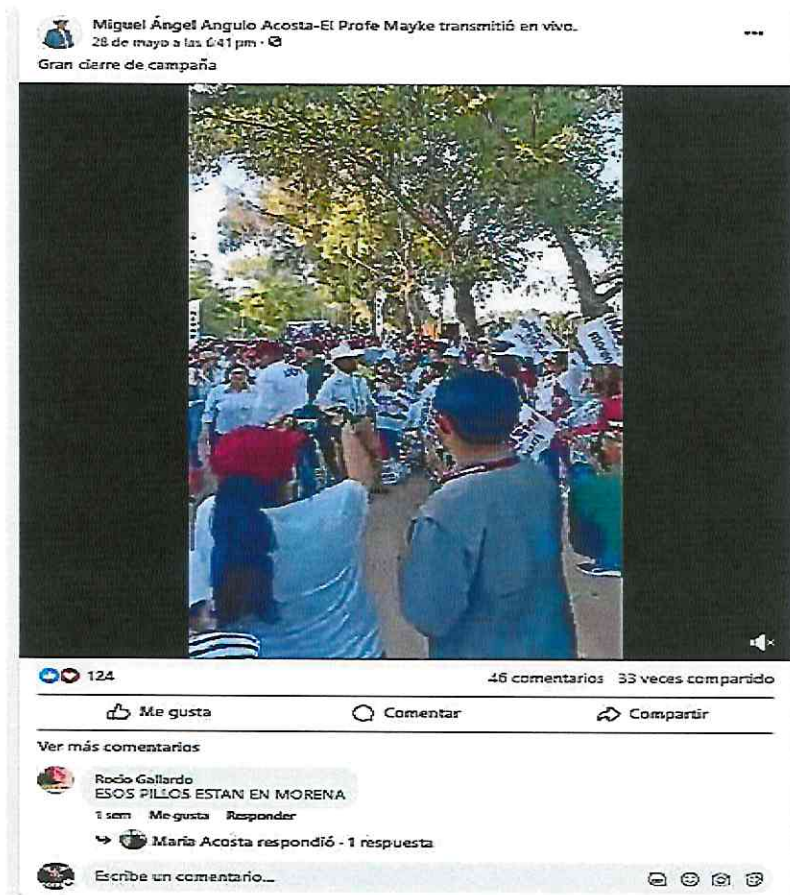 Miguel Ángel Angulo Acosta-El Profe Mayke transmitió en vivo.
28 de mayo a las 6:41 pm ·
Gran cierre de campaña
124
46 comentarios 33 veces compartido
Me gusta
Comentar
Compartir
Ver más comentarios
Rocio Gallardo
ESOS PILLOS ESTAN EN MORENA
1 sem Me gusta Responder
Maria Acosta respondió - 1 respuesta
Escribe un comentario...